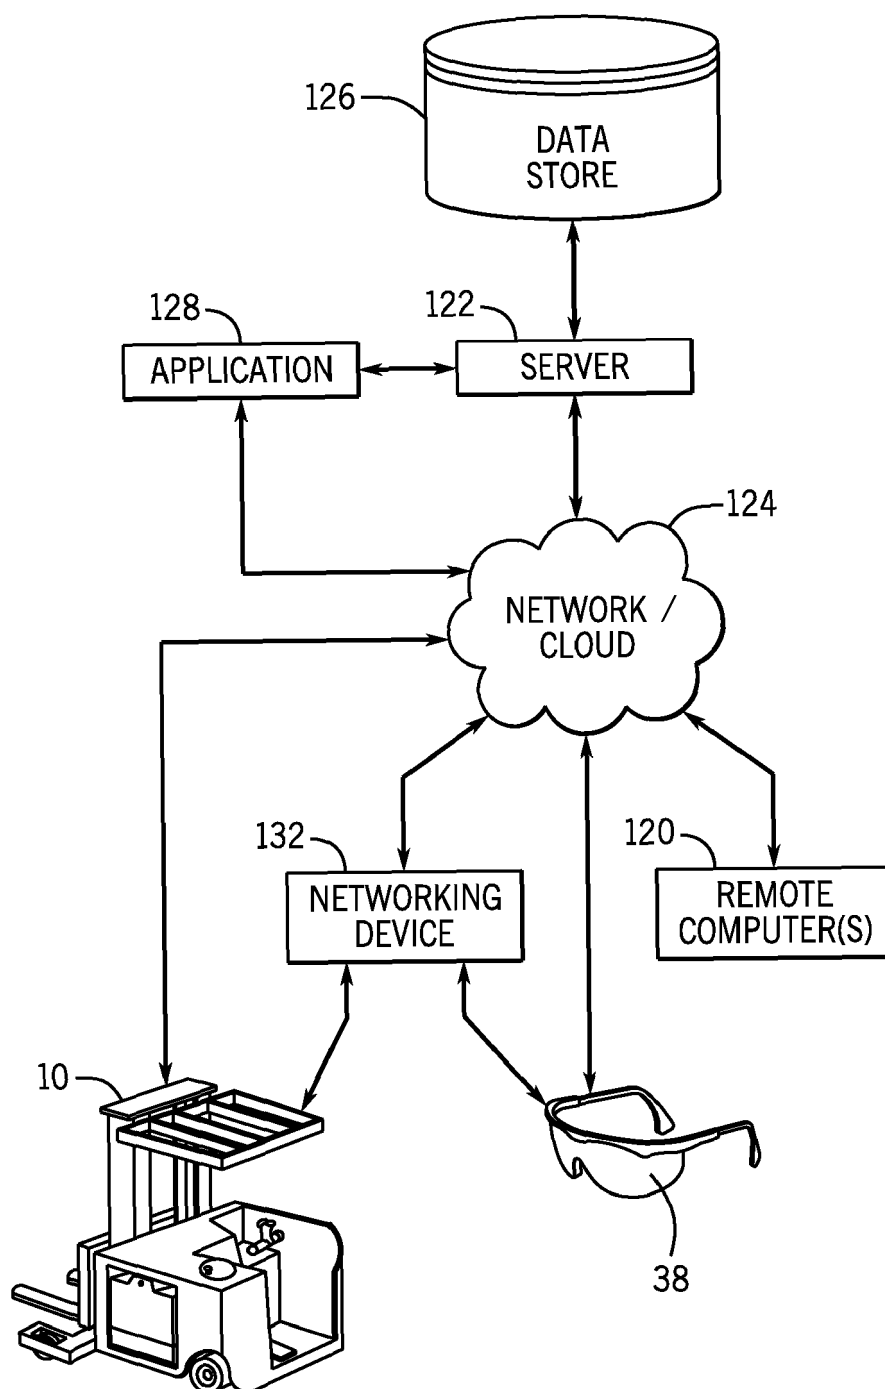 126
DATA
STORE
128
122
APPLICATION
SERVER
124
NETWORK /
CLOUD
132
120
NETWORKING
DEVICE
REMOTE
COMPUTER(S)
10
38